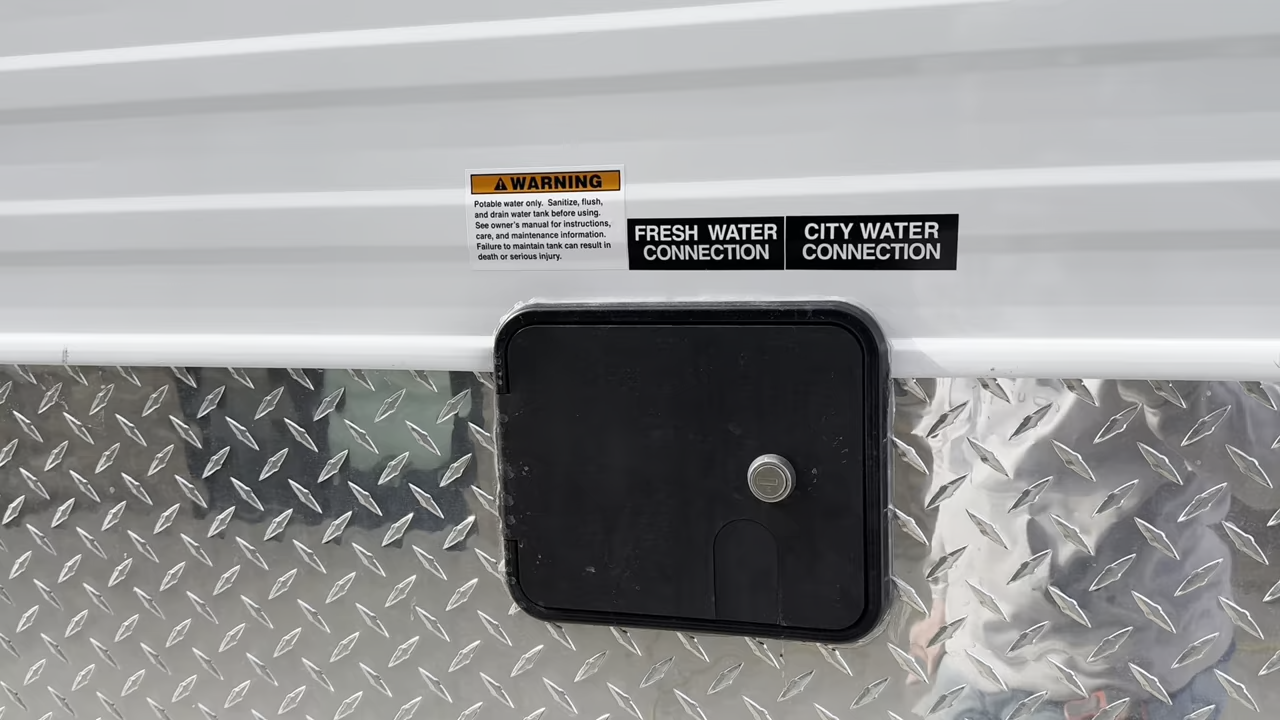 WARNING
Potable water only. Sanitize, flush,
and drain water tank before using.
See owner's manual for instructions,
care, and maintenance information.
Failure to maintain tank can result in
death or serious injury.
FRESH WATER
CONNECTION
CITY WATER
CONNECTION